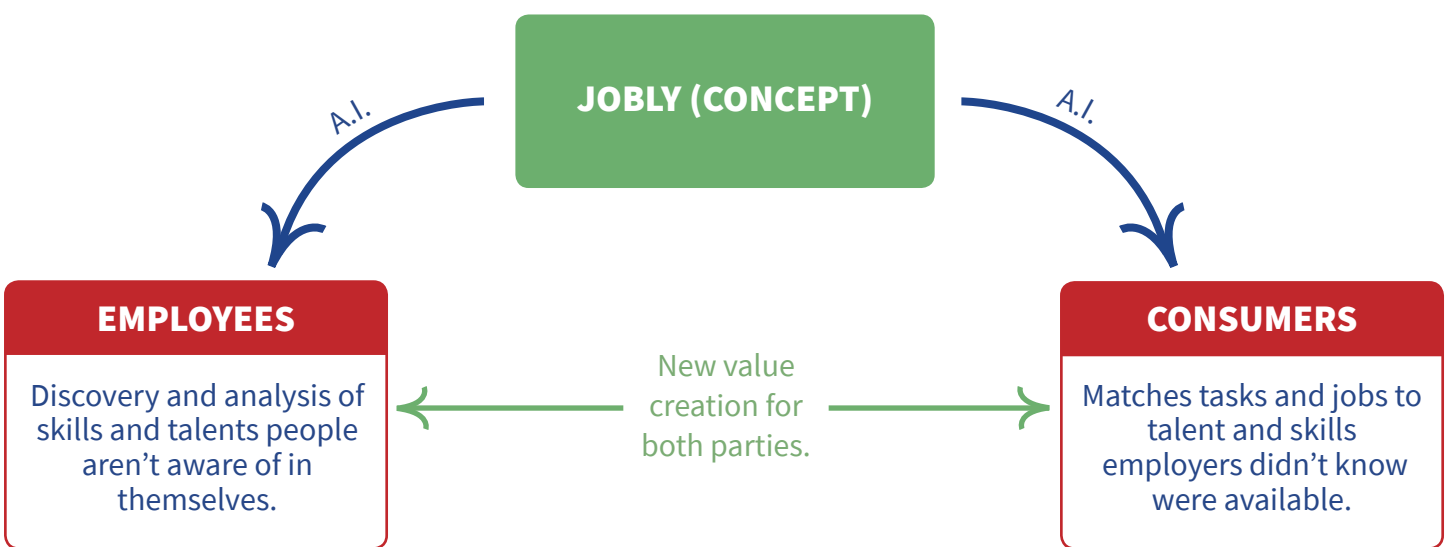 JOBLY (CONCEPT)
A.I.
A.I.
EMPLOYEES
Discovery and analysis of
skills and talents people
aren’t aware of in
themselves.
New value
creation for
both parties.
CONSUMERS
Matches tasks and jobs to
talent and skills
employers didn’t know
were available.